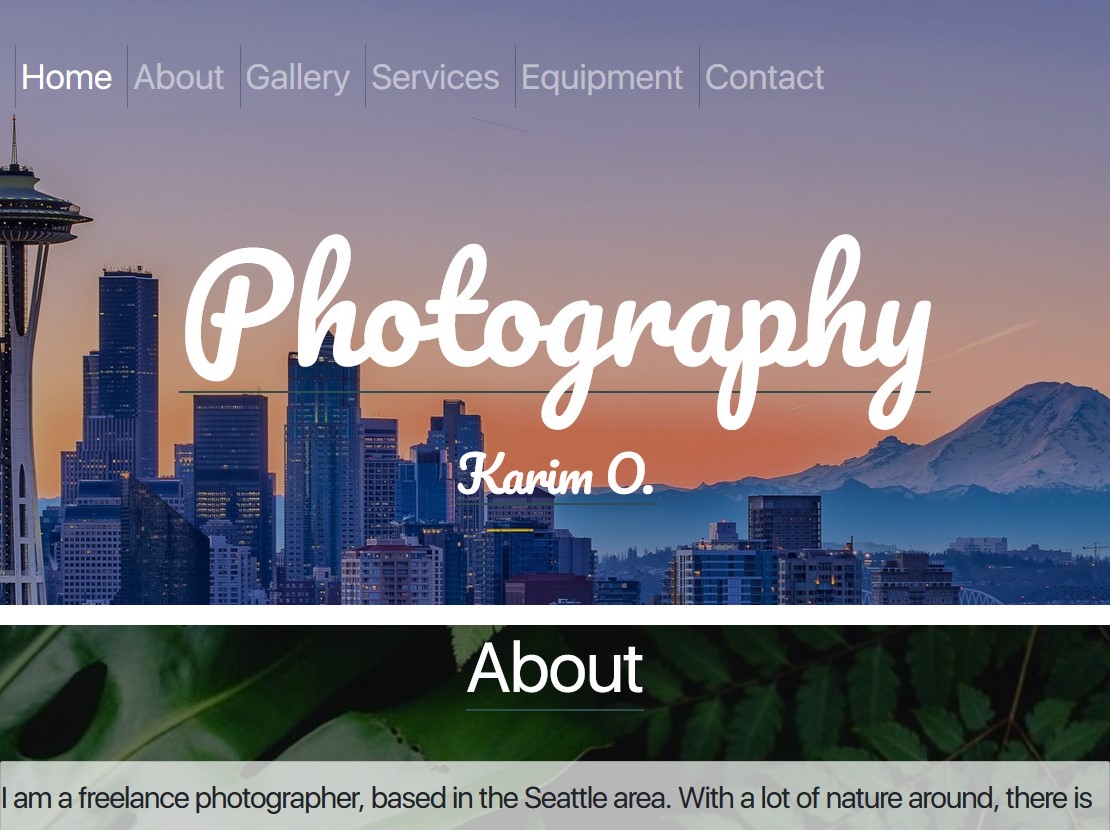 Home About Gallery Services Equipment Contact
Photography
Karim O.
About
I am a freelance photographer, based in the Seattle area. With a lot of nature around, there is